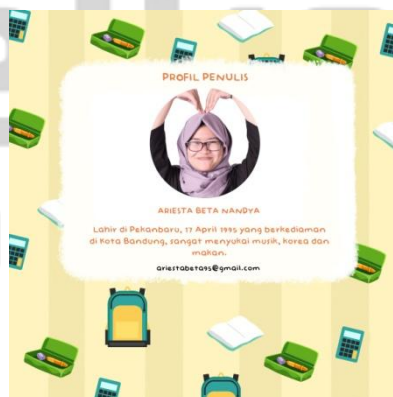 PROFIL PENULIS
ARIESTA BETA NANDYA
Lahir di Pekanbaru, 17 April 1995 yang berkediaman
di Kota Bandung, sangat menyukai musik, korea dan
makan.
ariestabeta95@gmail.com